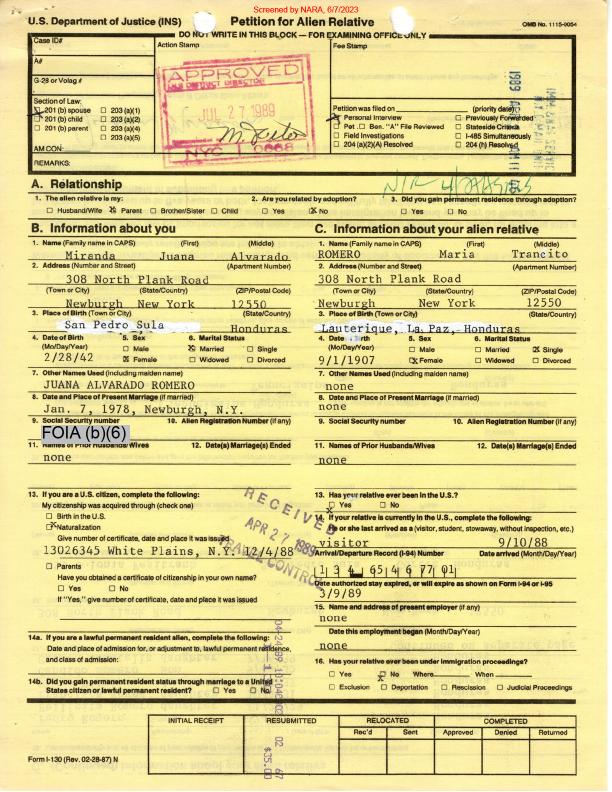 Screened by NARA, 6/7/2023
U.S. Department of Justice (INS) Petition for Alien Relative OMB No. 1115-0054
DO NOT WRITE IN THIS BLOCK — FOR EXAMINING OFFICE ONLY
Case ID# Action Stamp Fee Stamp
A#
G-28 or Volag #
APPROVED
JUL 27 1989
Section of Law:
201 (b) spouse 203 (a)(1)
201 (b) child 203 (a)(2)
201 (b) parent 203 (a)(4)
203 (a)(5)
AM CON:
Petition was filed on (priority date)
Personal Interview Previously Forwarded
Pet. Ben. "A" File Reviewed Stateside Criteria
Field Investigations I-485 Simultaneously
204 (a)(2)(A) Resolved 204 (h) Resolved
REMARKS:
A. Relationship
1. The alien relative is my: 2. Are you related by adoption? 3. Did you gain permanent residence through adoption?
Husband/Wife X Parent Brother/Sister Child Yes X No Yes No
B. Information about you
1. Name (Family name in CAPS) (First) (Middle)
Miranda Juana Alvarado
2. Address (Number and Street) (Apartment Number)
308 North Plank Road
(Town or City) (State/Country) (ZIP/Postal Code)
Newburgh New York 12550
3. Place of Birth (Town or City) (State/Country)
San Pedro Sula Honduras
4. Date of Birth 5. Sex 6. Marital Status
(Mo/Day/Year) Male X Married Single
2/28/42 X Female Widowed Divorced
7. Other Names Used (including maiden name)
JUANA ALVARADO ROMERO
8. Date and Place of Present Marriage (if married)
Jan. 7, 1978, Newburgh, N.Y.
9. Social Security number 10. Alien Registration Number (if any)
FOIA (b)(6)
11. Names of Prior Husbands/Wives 12. Date(s) Marriage(s) Ended
none
13. If you are a U.S. citizen, complete the following:
My citizenship was acquired through (check one)
Birth in the U.S.
X Naturalization
Give number of certificate, date and place it was issued
13026345 White Plains, N.Y. 12/4/88
Parents
Have you obtained a certificate of citizenship in your own name?
Yes No
If "Yes," give number of certificate, date and place it was issued
RECEIVED
APR 27 1989
TRAVEL CONTROL
14a. If you are a lawful permanent resident alien, complete the following:
Date and place of admission for, or adjustment to, lawful permanent residence,
and class of admission:
14b. Did you gain permanent resident status through marriage to a United
States citizen or lawful permanent resident? Yes No
C. Information about your alien relative
1. Name (Family name in CAPS) (First) (Middle)
ROMERO Maria Trancito
2. Address (Number and Street) (Apartment Number)
308 North Plank Road
(Town or City) (State/Country) (ZIP/Postal Code)
Newburgh New York 12550
3. Place of Birth (Town or City) (State/Country)
Lauterique, La Paz, Honduras
4. Date of Birth 5. Sex 6. Marital Status
(Mo/Day/Year) Male Married X Single
9/1/1907 X Female Widowed Divorced
7. Other Names Used (including maiden name)
none
8. Date and Place of Present Marriage (if married)
none
9. Social Security number 10. Alien Registration Number (if any)
11. Names of Prior Husbands/Wives 12. Date(s) Marriage(s) Ended
none
13. Has your relative ever been in the U.S.?
X Yes No
14. If your relative is currently in the U.S., complete the following:
He or she last arrived as a (visitor, student, stowaway, without inspection, etc.)
visitor 9/10/88
Arrival/Departure Record (I-94) Number Date arrived (Month/Day/Year)
134 65 4677 01
Date authorized stay expired, or will expire as shown on Form I-94 or I-95
3/9/89
15. Name and address of present employer (if any)
none
Date this employment began (Month/Day/Year)
none
16. Has your relative ever been under immigration proceedings?
Yes X No Where When
Exclusion Deportation Rescission Judicial Proceedings
INITIAL RECEIPT RESUBMITTED RELOCATED COMPLETED
Rec'd Sent Approved Denied Returned
Form I-130 (Rev. 02-28-87) N